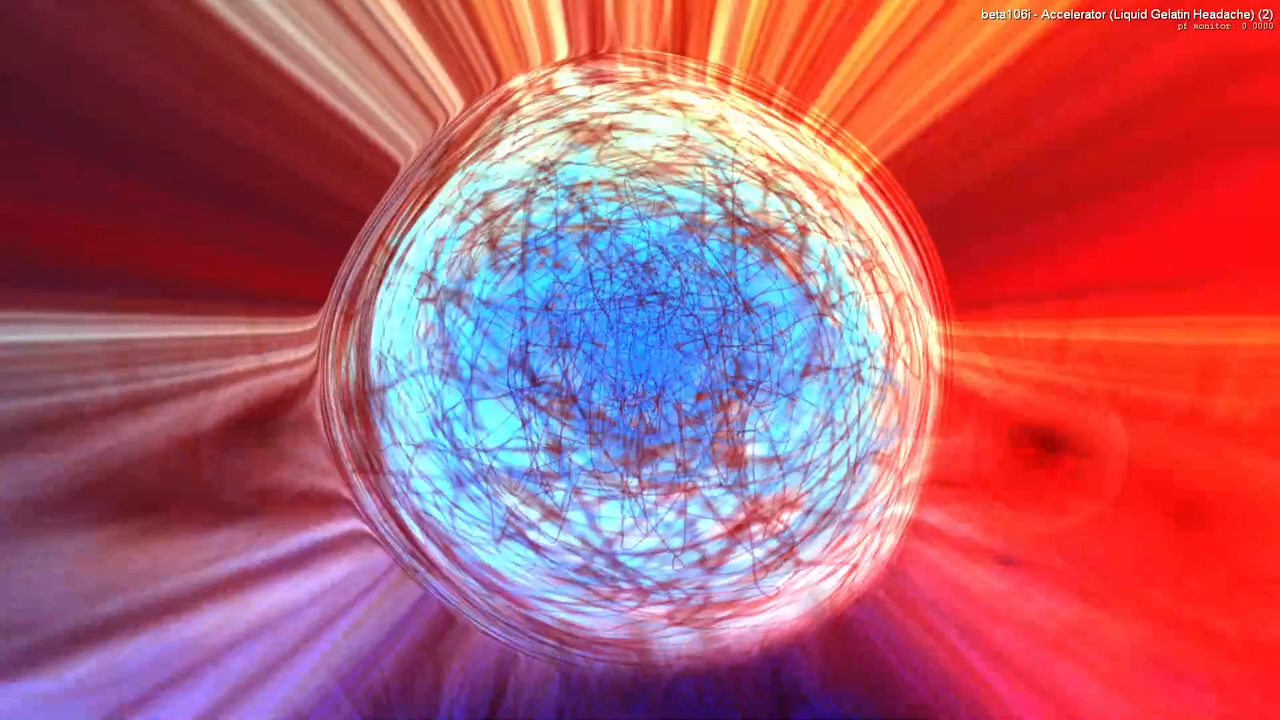 beta106i - Accelerator (Liquid Gelatin Headache) (2)
pf monitor: 0.0000